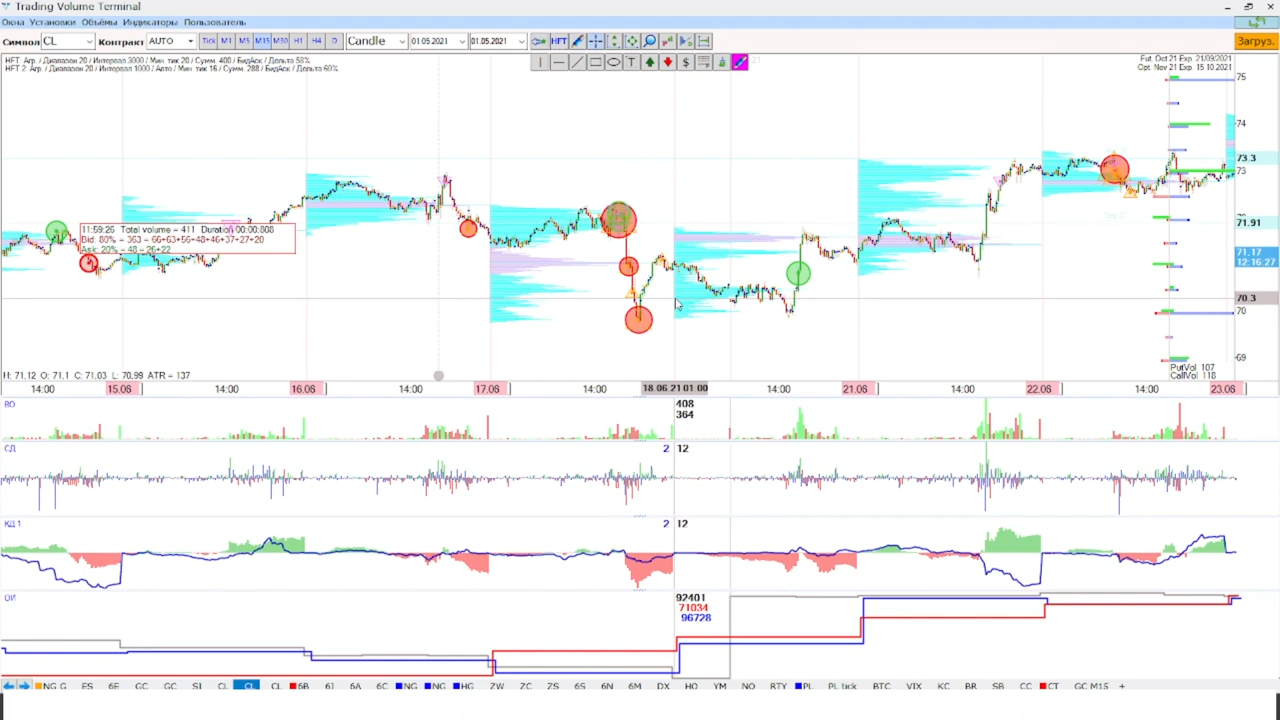 Trading Volume Terminal
Окна Установки Объёмы Индикаторы Пользователь
Символ CL Контракт AUTO Tick M1 M5 M15 M30 H1 H4 D Candle 01.05.2021 01.05.2021 HFT Загруз.
HFT: Агр. / Диапазон 20 / Интервал 3000 / Мин. тик 20 / Сумм. 400 / БидАск / Дельта 58%
HFT 2: Агр. / Диапазон 20 / Интервал 1000 / Авто / Мин. тик 16 / Сумм. 288 / БидАск / Дельта 60%
Fut. Oct 21 Exp. 21/09/2021
Opt. Nov 21 Exp. 15.10.2021
75
74
73.3
73
71.91
71.17
12:16:27
70.3
70
69
11:59:26 Total volume = 411 Duration 00:00:808
Bid: 80% = 363 = 66+63+56+48+46+37+27+20
Ask: 20% = 48 = 26+22
H: 71,12 O: 71,1 C: 71,03 L: 70,99 ATR = 137
PutVol 107
CallVol 118
14:00 15.06 14:00 16.06 14:00 17.06 14:00 18.06.21 01:00 14:00 21.06 14:00 22.06 14:00 23.06
ВО
408
364
СД
2 12
КД 1
2 12
ОИ
92401
71034
96728
NG G ES 6E GC GC SI CL CL CL 6B 6J 6A 6C NG NG HG ZW ZC ZS 6S 6N 6M DX HO YM NO RTY PL PL tick BTC VIX KC BR SB CC CT GC M15 +